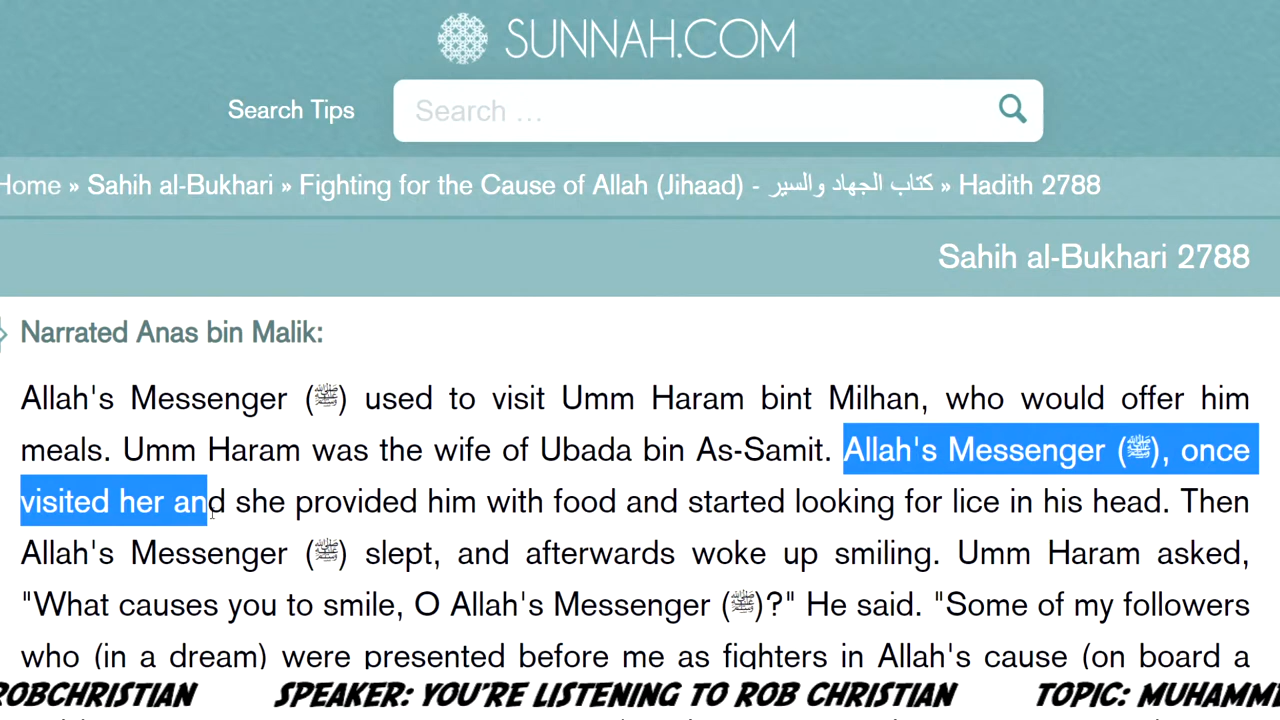 SUNNAH.COM
Search Tips
Search ...
Home » Sahih al-Bukhari » Fighting for the Cause of Allah (Jihaad) - كتاب الجهاد والسير » Hadith 2788
Sahih al-Bukhari 2788
Narrated Anas bin Malik:
Allah's Messenger (ﷺ) used to visit Umm Haram bint Milhan, who would offer him
meals. Umm Haram was the wife of Ubada bin As-Samit. Allah's Messenger (ﷺ), once
visited her and she provided him with food and started looking for lice in his head. Then
Allah's Messenger (ﷺ) slept, and afterwards woke up smiling. Umm Haram asked,
"What causes you to smile, O Allah's Messenger (ﷺ)?" He said. "Some of my followers
who (in a dream) were presented before me as fighters in Allah's cause (on board a
ROBCHRISTIAN SPEAKER: YOU'RE LISTENING TO ROB CHRISTIAN TOPIC: